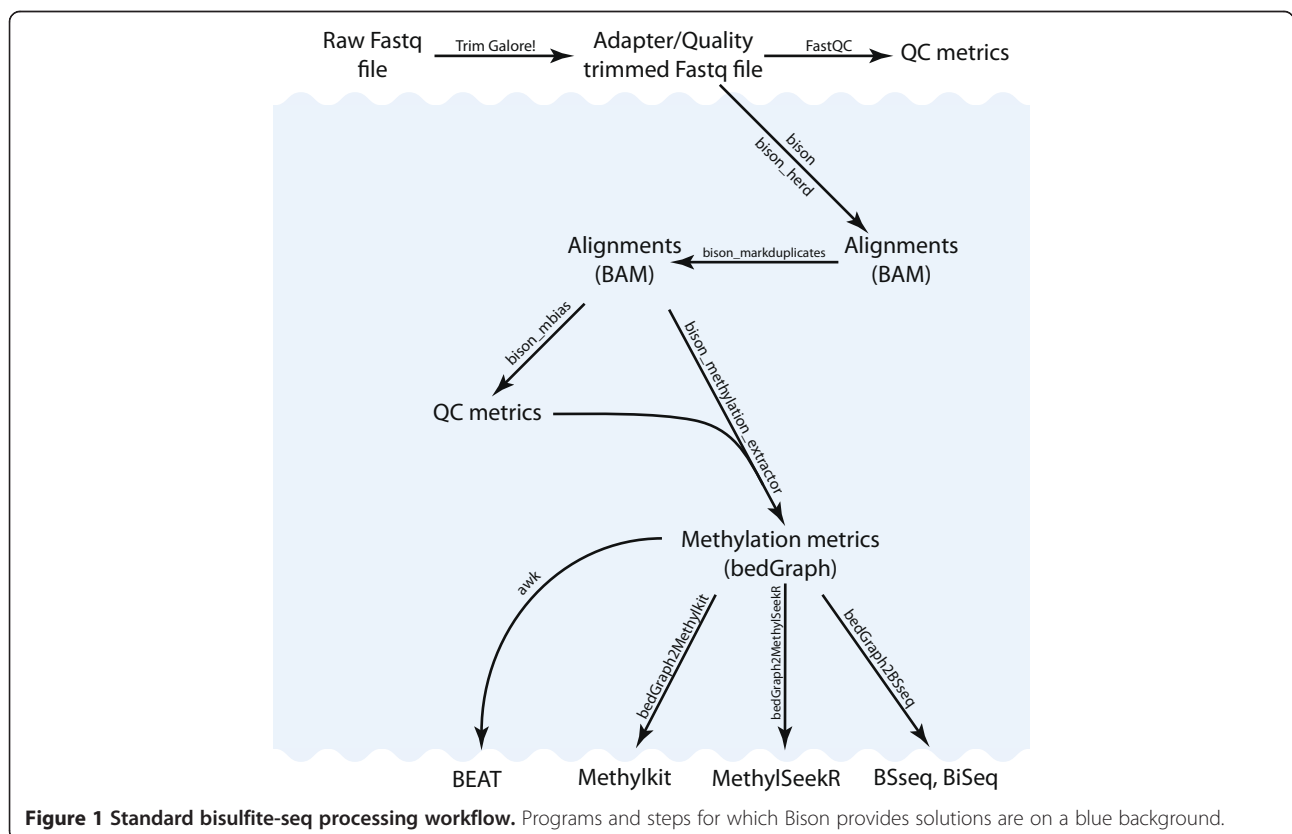 Raw Fastq
file
Trim Galore!
Adapter/Quality
trimmed Fastq file
FastQC
QC metrics
bison
bison_herd
Alignments
(BAM)
bison_markduplicates
Alignments
(BAM)
bison_mbias
bison_methylation_extractor
QC metrics
Methylation metrics
(bedGraph)
awk
bedGraph2Methylkit
bedGraph2MethylSeekR
bedGraph2BSseq
BEAT
Methylkit
MethylSeekR
BSseq, BiSeq
Figure 1 Standard bisulfite-seq processing workflow. Programs and steps for which Bison provides solutions are on a blue background.